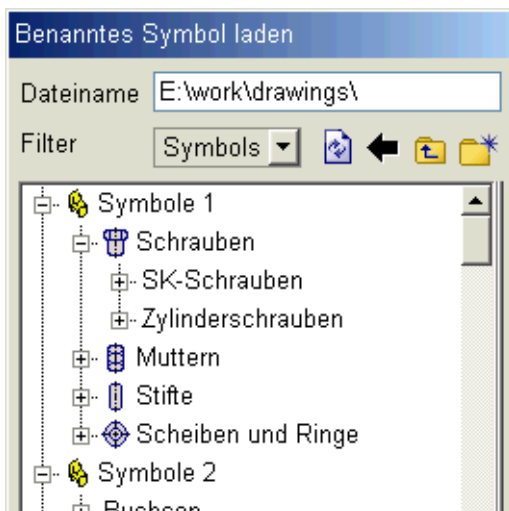 Benanntes Symbol laden
Dateiname E:\work\drawings\
Filter Symbols
Symbole 1
Schrauben
SK-Schrauben
Zylinderschrauben
Muttern
Stifte
Scheiben und Ringe
Symbole 2
Buchsen